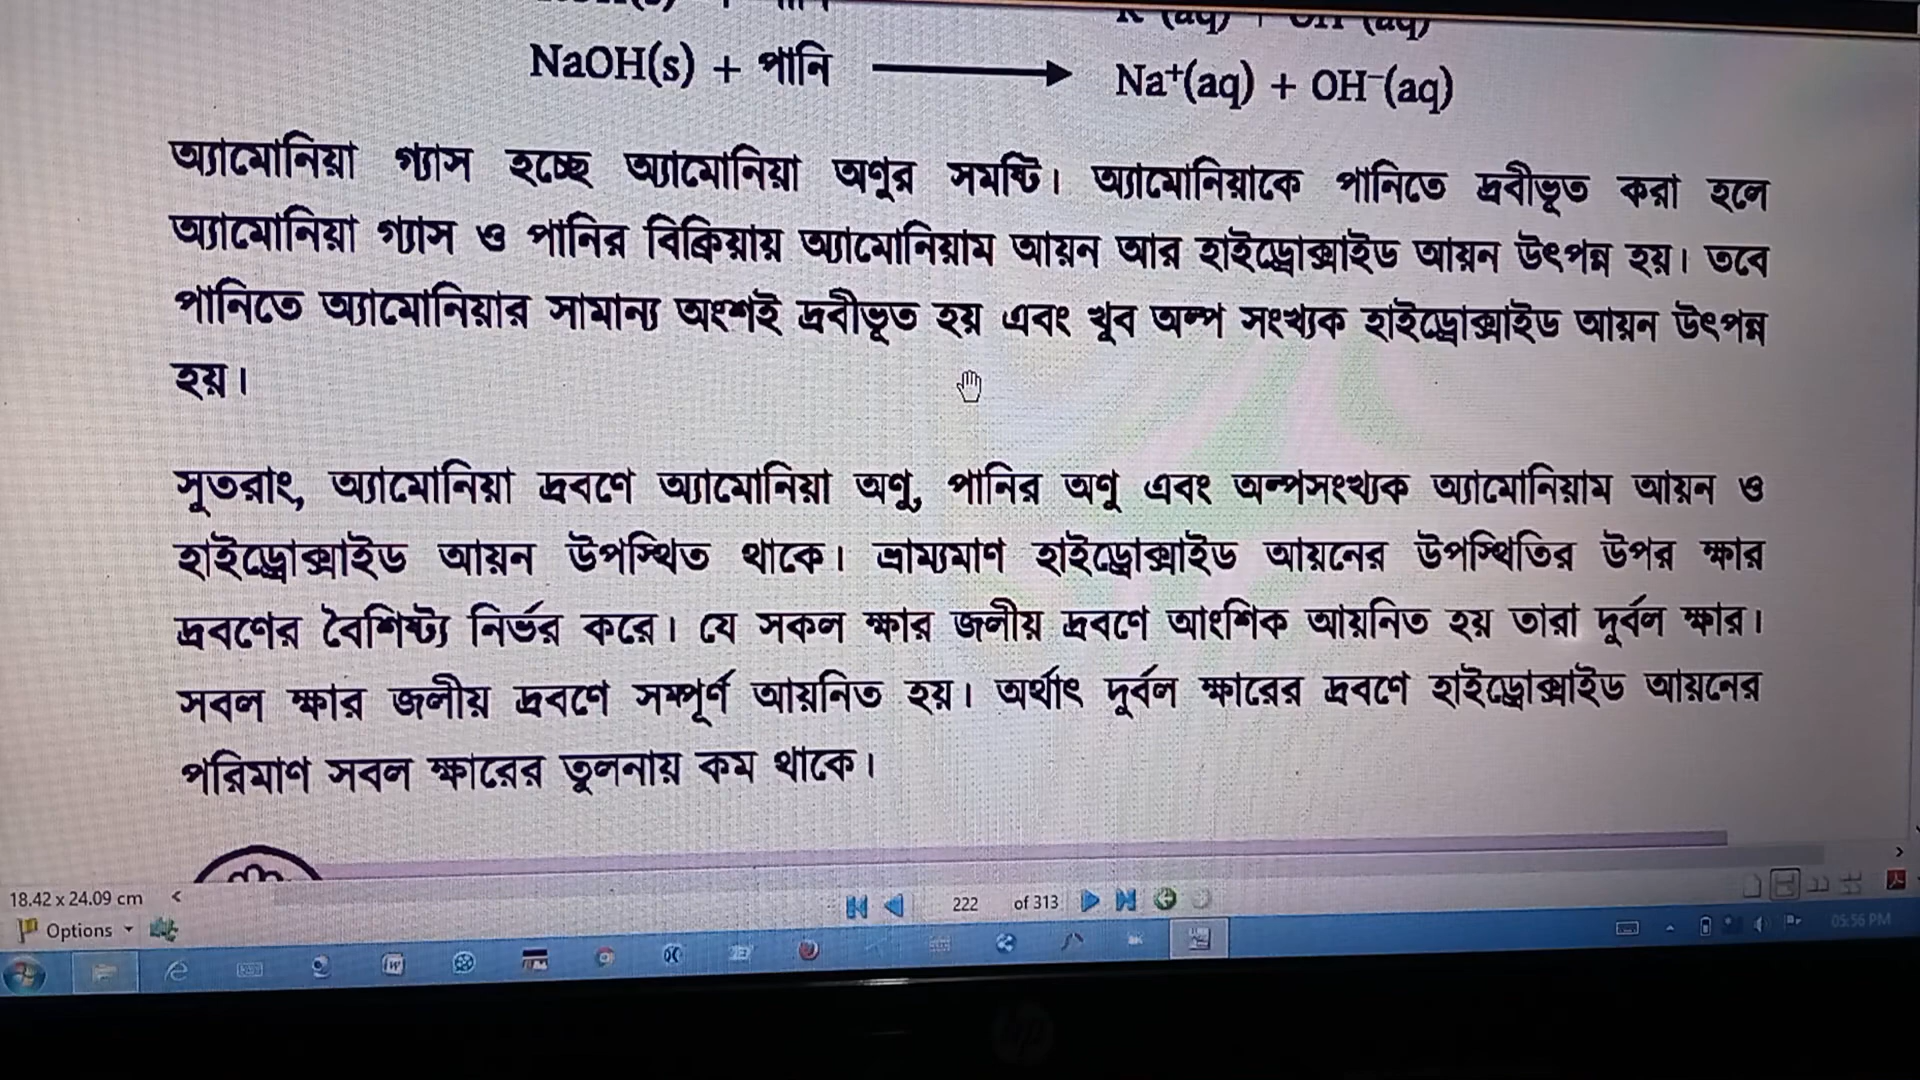 NaOH(s) + পানি ⟶ Na⁺(aq) + OH⁻(aq)
অ্যামোনিয়া গ্যাস হচ্ছে অ্যামোনিয়া অণুর সমষ্টি। অ্যামোনিয়াকে পানিতে দ্রবীভূত করা হলে
অ্যামোনিয়া গ্যাস ও পানির বিক্রিয়ায় অ্যামোনিয়াম আয়ন আর হাইড্রোক্সাইড আয়ন উৎপন্ন হয়। তবে
পানিতে অ্যামোনিয়ার সামান্য অংশই দ্রবীভূত হয় এবং খুব অল্প সংখ্যক হাইড্রোক্সাইড আয়ন উৎপন্ন
হয়।
সুতরাং, অ্যামোনিয়া দ্রবণে অ্যামোনিয়া অণু, পানির অণু এবং অল্পসংখ্যক অ্যামোনিয়াম আয়ন ও
হাইড্রোক্সাইড আয়ন উপস্থিত থাকে। ভ্রাম্যমাণ হাইড্রোক্সাইড আয়নের উপস্থিতির উপর ক্ষার
দ্রবণের বৈশিষ্ট্য নির্ভর করে। যে সকল ক্ষার জলীয় দ্রবণে আংশিক আয়নিত হয় তারা দুর্বল ক্ষার।
সবল ক্ষার জলীয় দ্রবণে সম্পূর্ণ আয়নিত হয়। অর্থাৎ দুর্বল ক্ষারের দ্রবণে হাইড্রোক্সাইড আয়নের
পরিমাণ সবল ক্ষারের তুলনায় কম থাকে।
18.42 x 24.09 cm
222 of 313
Options
05:56 PM
hp